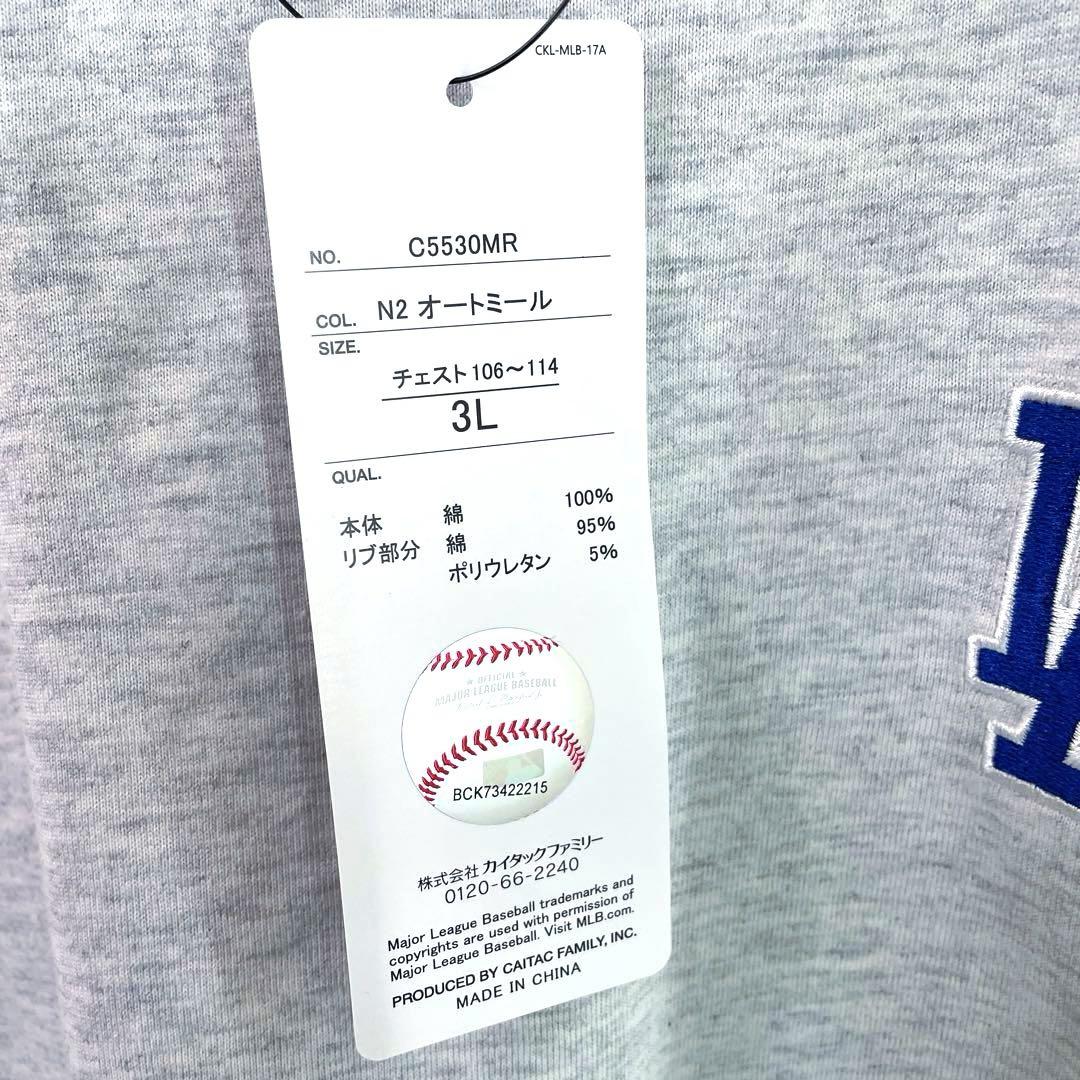 CKL-MLB-17A
NO. C5530MR
COL. N2 オートミール
SIZE.
チェスト 106～114
3L
QUAL.
本体 綿 100%
リブ部分 綿 95%
ポリウレタン 5%
★ OFFICIAL ★
MAJOR LEAGUE BASEBALL
BCK73422215
株式会社 カイタックファミリー
0120-66-2240
Major League Baseball trademarks and
copyrights are used with permission of
Major League Baseball. Visit MLB.com.
PRODUCED BY CAITAC FAMILY, INC.
MADE IN CHINA